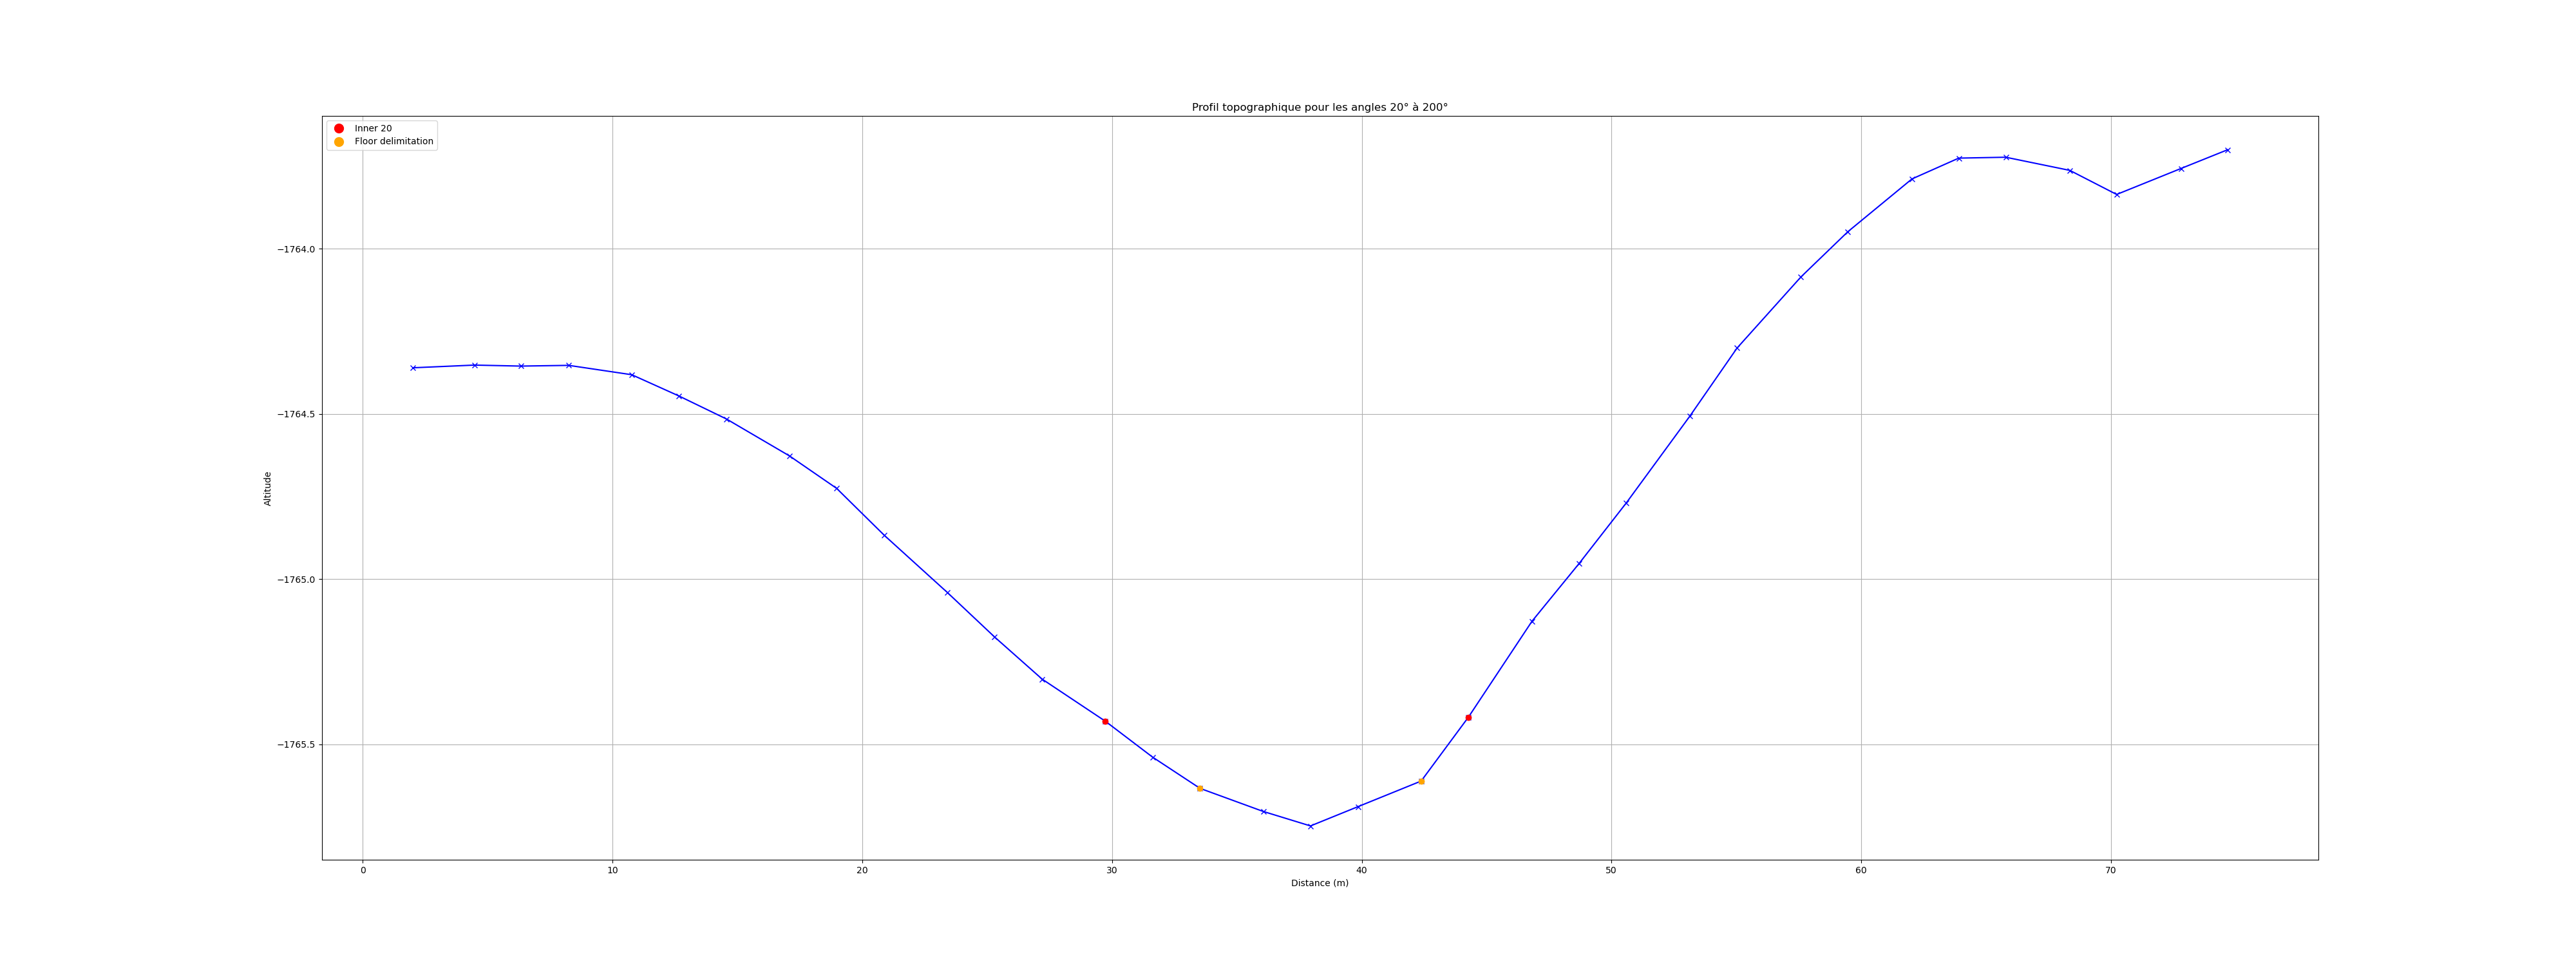 Profil topographique pour les angles 20° à 200°
Inner 20
Floor delimitation
−1764.0
−1764.5
−1765.0
−1765.5
Altitude
0 10 20 30 40 50 60 70
Distance (m)